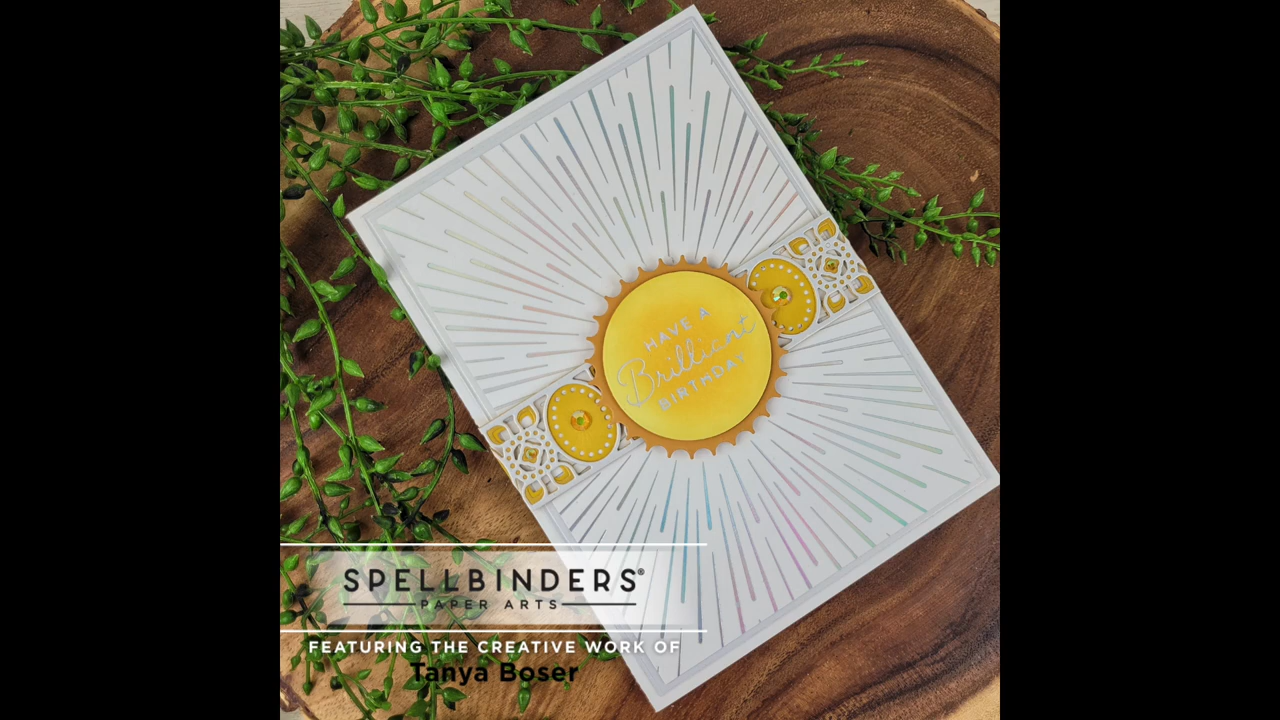 HAVE A
Brilliant
BIRTHDAY
SPELLBINDERS®
PAPER ARTS
FEATURING THE CREATIVE WORK OF
Tanya Boser